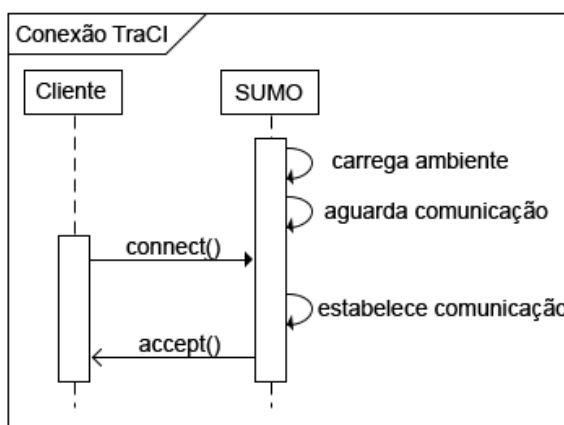 Conexão TraCI
Cliente
SUMO
carrega ambiente
aguarda comunicação
connect()
estabelece comunicação
accept()